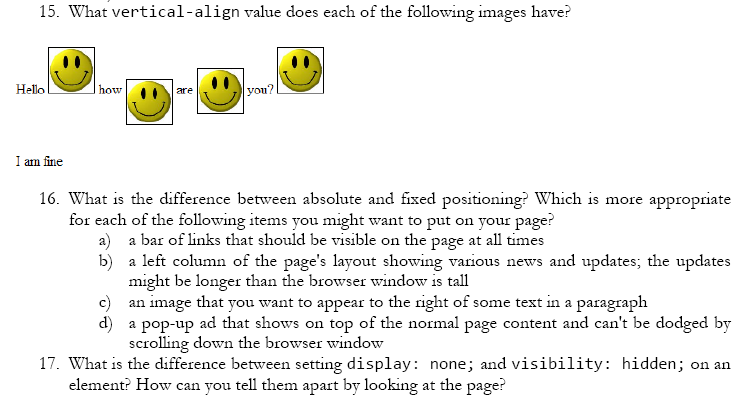 15. What vertical-align value does each of the following images have?
Hello how are you?
I am fine
16. What is the difference between absolute and fixed positioning? Which is more appropriate
for each of the following items you might want to put on your page?
a) a bar of links that should be visible on the page at all times
b) a left column of the page's layout showing various news and updates; the updates
might be longer than the browser window is tall
c) an image that you want to appear to the right of some text in a paragraph
d) a pop-up ad that shows on top of the normal page content and can't be dodged by
scrolling down the browser window
17. What is the difference between setting display: none; and visibility: hidden; on an
element? How can you tell them apart by looking at the page?